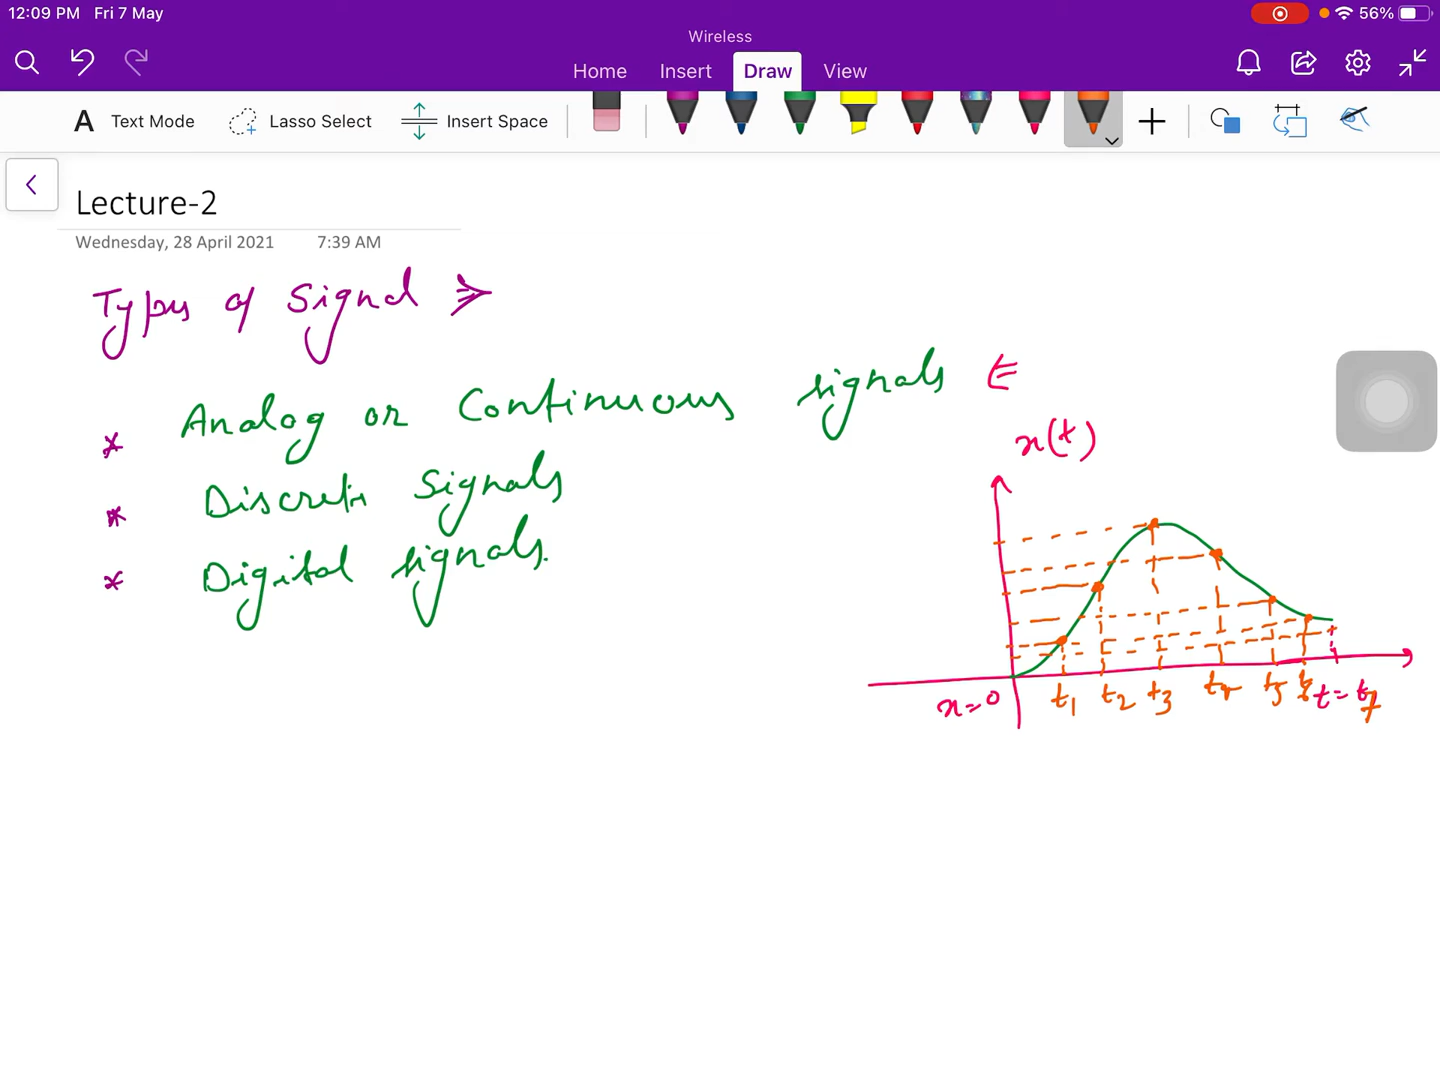 12:09 PM Fri 7 May
56%
Wireless
Home Insert Draw View
A Text Mode Lasso Select Insert Space
Lecture-2
Wednesday, 28 April 2021 7:39 AM
Types of Signal
* Analog or Continuous signals
x(t)
* Discrete Signals
* Digital signals.
x=0 t1 t2 t3 t4 t5 t6 t= t7